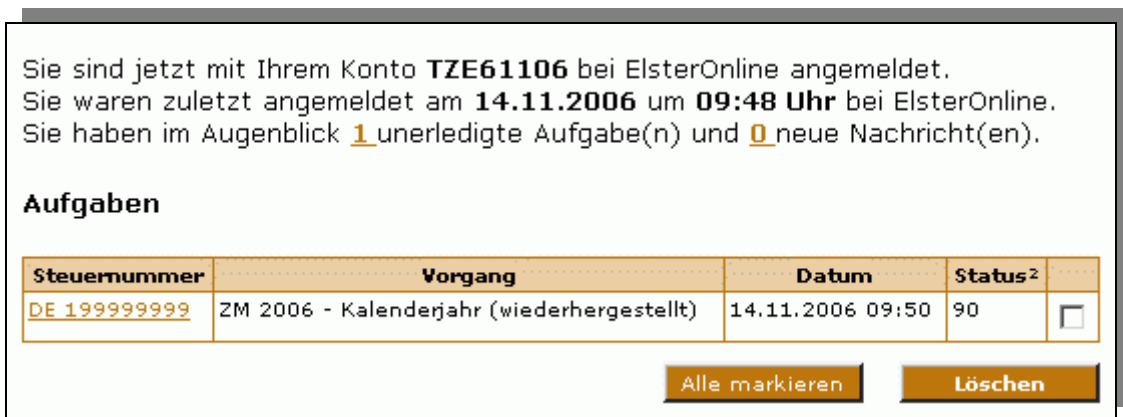 Sie sind jetzt mit Ihrem Konto TZE61106 bei ElsterOnline angemeldet.
Sie waren zuletzt angemeldet am 14.11.2006 um 09:48 Uhr bei ElsterOnline.
Sie haben im Augenblick 1 unerledigte Aufgabe(n) und 0 neue Nachricht(en).
Aufgaben
Steuernummer Vorgang Datum Status²
DE 199999999 ZM 2006 - Kalenderjahr (wiederhergestellt) 14.11.2006 09:50 90
Alle markieren Löschen